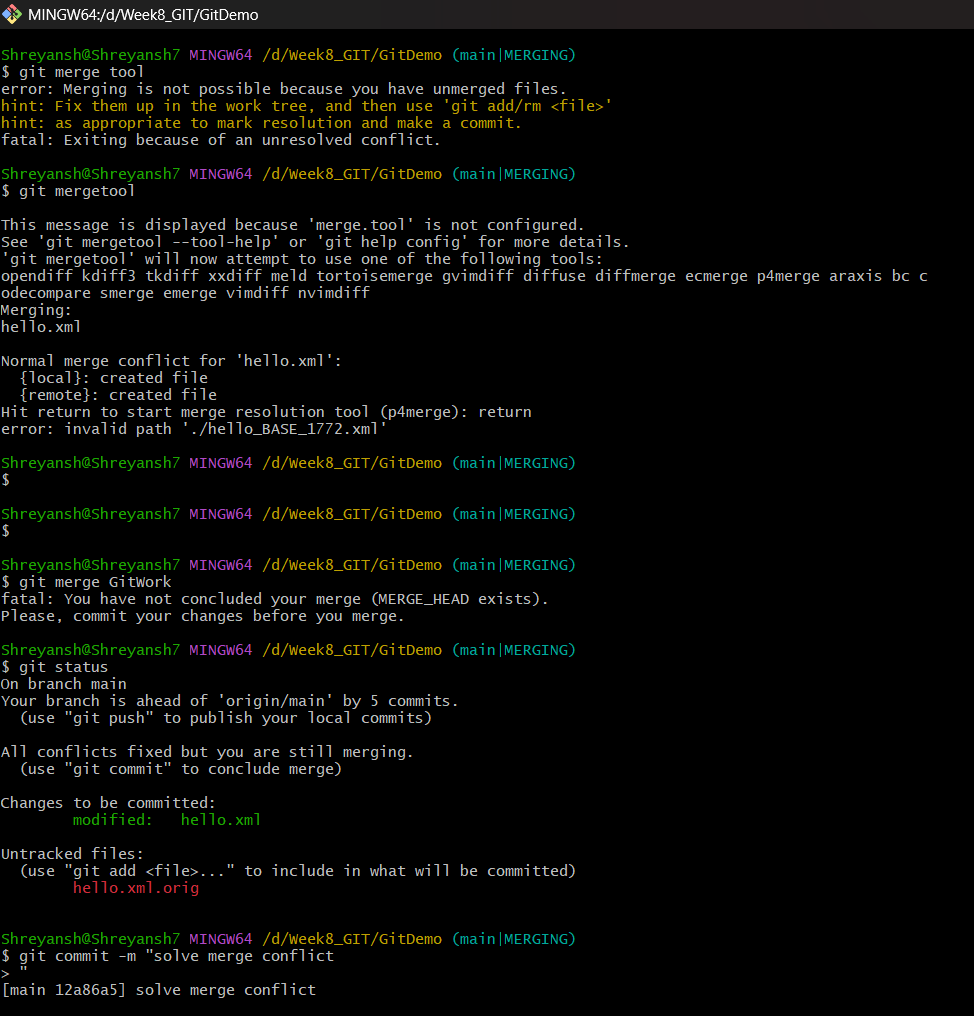 MINGW64:/d/Week8_GIT/GitDemo
Shreyansh@Shreyansh7 MINGW64 /d/Week8_GIT/GitDemo (main|MERGING)
$ git merge tool
error: Merging is not possible because you have unmerged files.
hint: Fix them up in the work tree, and then use 'git add/rm <file>'
hint: as appropriate to mark resolution and make a commit.
fatal: Exiting because of an unresolved conflict.
Shreyansh@Shreyansh7 MINGW64 /d/Week8_GIT/GitDemo (main|MERGING)
$ git mergetool
This message is displayed because 'merge.tool' is not configured.
See 'git mergetool --tool-help' or 'git help config' for more details.
'git mergetool' will now attempt to use one of the following tools:
opendiff kdiff3 tkdiff xxdiff meld tortoisemerge gvimdiff diffuse diffmerge ecmerge p4merge araxis bc c
odecompare smerge emerge vimdiff nvimdiff
Merging:
hello.xml
Normal merge conflict for 'hello.xml':
  {local}: created file
  {remote}: created file
Hit return to start merge resolution tool (p4merge): return
error: invalid path './hello_BASE_1772.xml'
Shreyansh@Shreyansh7 MINGW64 /d/Week8_GIT/GitDemo (main|MERGING)
$
Shreyansh@Shreyansh7 MINGW64 /d/Week8_GIT/GitDemo (main|MERGING)
$
Shreyansh@Shreyansh7 MINGW64 /d/Week8_GIT/GitDemo (main|MERGING)
$ git merge GitWork
fatal: You have not concluded your merge (MERGE_HEAD exists).
Please, commit your changes before you merge.
Shreyansh@Shreyansh7 MINGW64 /d/Week8_GIT/GitDemo (main|MERGING)
$ git status
On branch main
Your branch is ahead of 'origin/main' by 5 commits.
  (use "git push" to publish your local commits)
All conflicts fixed but you are still merging.
  (use "git commit" to conclude merge)
Changes to be committed:
        modified:   hello.xml
Untracked files:
  (use "git add <file>..." to include in what will be committed)
        hello.xml.orig
Shreyansh@Shreyansh7 MINGW64 /d/Week8_GIT/GitDemo (main|MERGING)
$ git commit -m "solve merge conflict
> "
[main 12a86a5] solve merge conflict